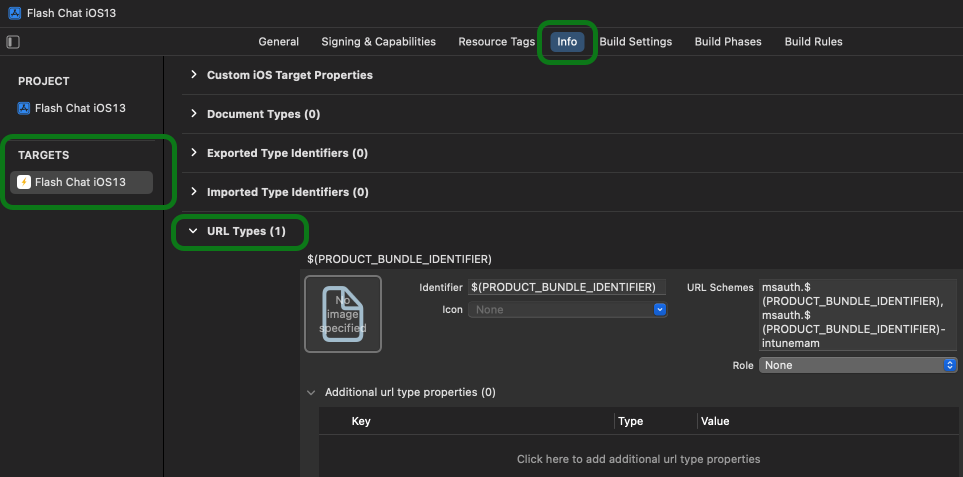 Flash Chat iOS13
General Signing & Capabilities Resource Tags Info Build Settings Build Phases Build Rules
PROJECT
Flash Chat iOS13
TARGETS
Flash Chat iOS13
Custom iOS Target Properties
Document Types (0)
Exported Type Identifiers (0)
Imported Type Identifiers (0)
URL Types (1)
$(PRODUCT_BUNDLE_IDENTIFIER)
No
image
specified
Identifier $(PRODUCT_BUNDLE_IDENTIFIER)
Icon None
URL Schemes msauth.$
(PRODUCT_BUNDLE_IDENTIFIER),
msauth.$
(PRODUCT_BUNDLE_IDENTIFIER)-
intunemam
Role None
Additional url type properties (0)
Key Type Value
Click here to add additional url type properties